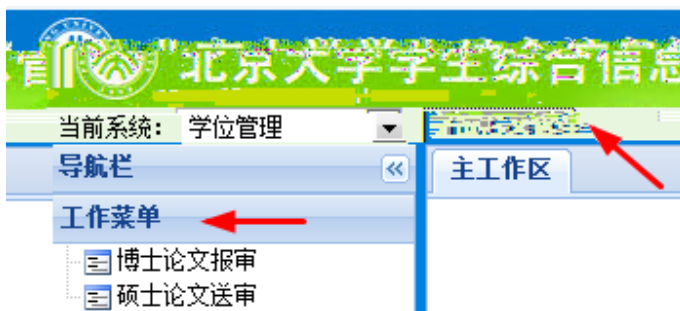 北京大学学生综合信息
当前系统： 学位管理
导航栏
主工作区
工作菜单
博士论文报审
硕士论文送审